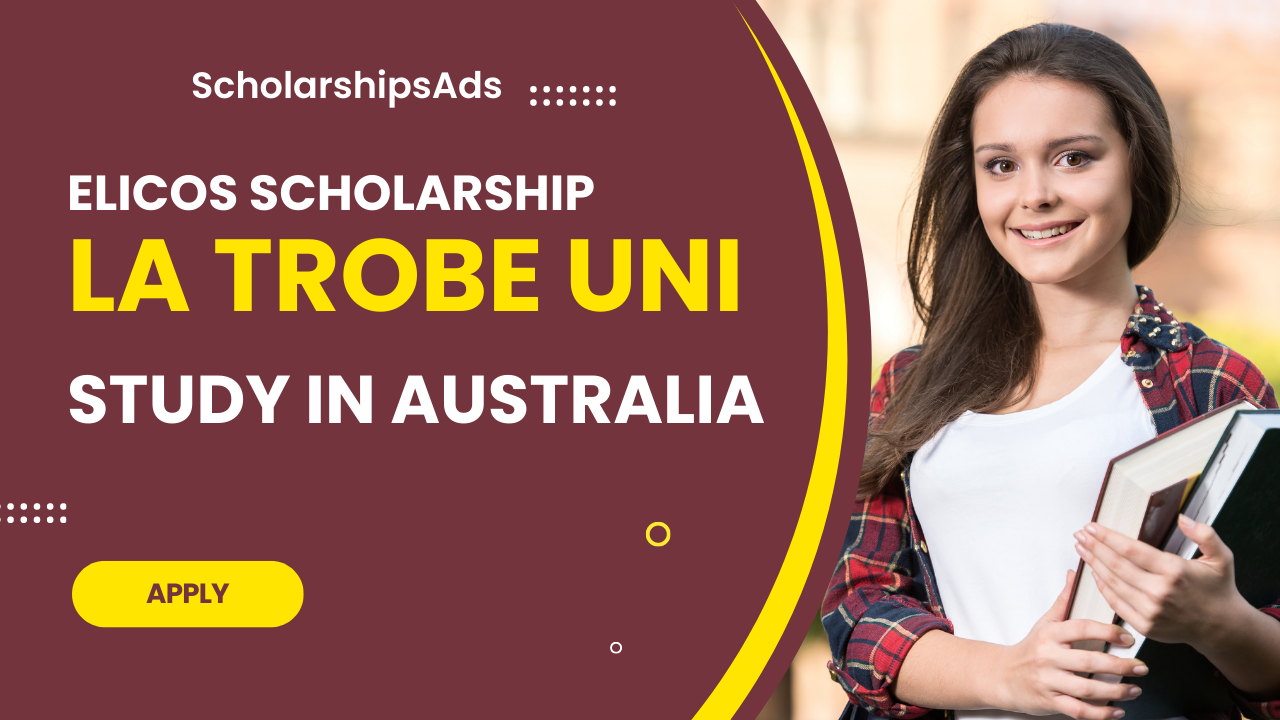 ScholarshipsAds
ELICOS SCHOLARSHIP
LA TROBE UNI
STUDY IN AUSTRALIA
APPLY